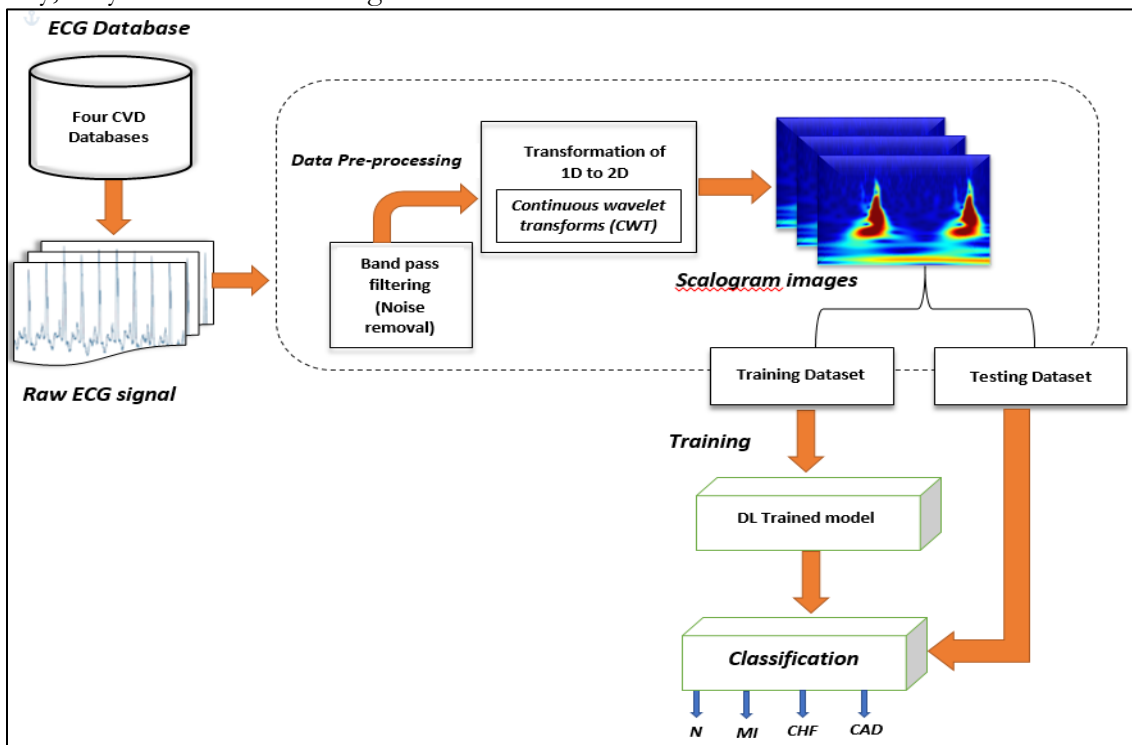 ECG Database
Four CVD
Databases
Raw ECG signal
Data Pre-processing
Band pass
filtering
(Noise
removal)
Transformation of
1D to 2D
Continuous wavelet
transforms (CWT)
Scalogram images
Training Dataset
Testing Dataset
Training
DL Trained model
Classification
N MI CHF CAD